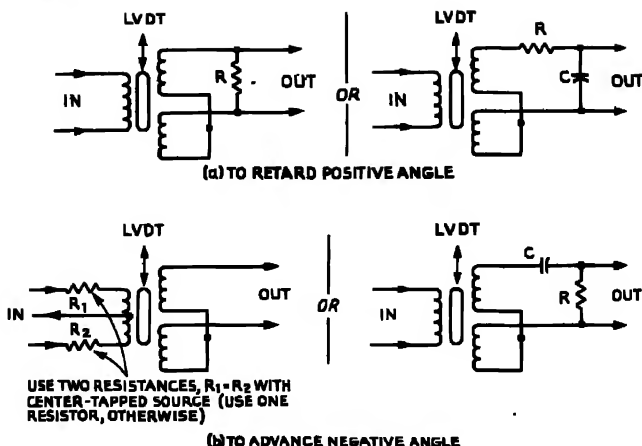 LVDT
LVDT
R
R
C
IN
OUT
OR
IN
OUT
(a) TO RETARD POSITIVE ANGLE
LVDT
LVDT
C
R1
IN
R2
OUT
OR
IN
R
OUT
USE TWO RESISTANCES, R1=R2 WITH
CENTER-TAPPED SOURCE (USE ONE
RESISTOR, OTHERWISE)
(b) TO ADVANCE NEGATIVE ANGLE